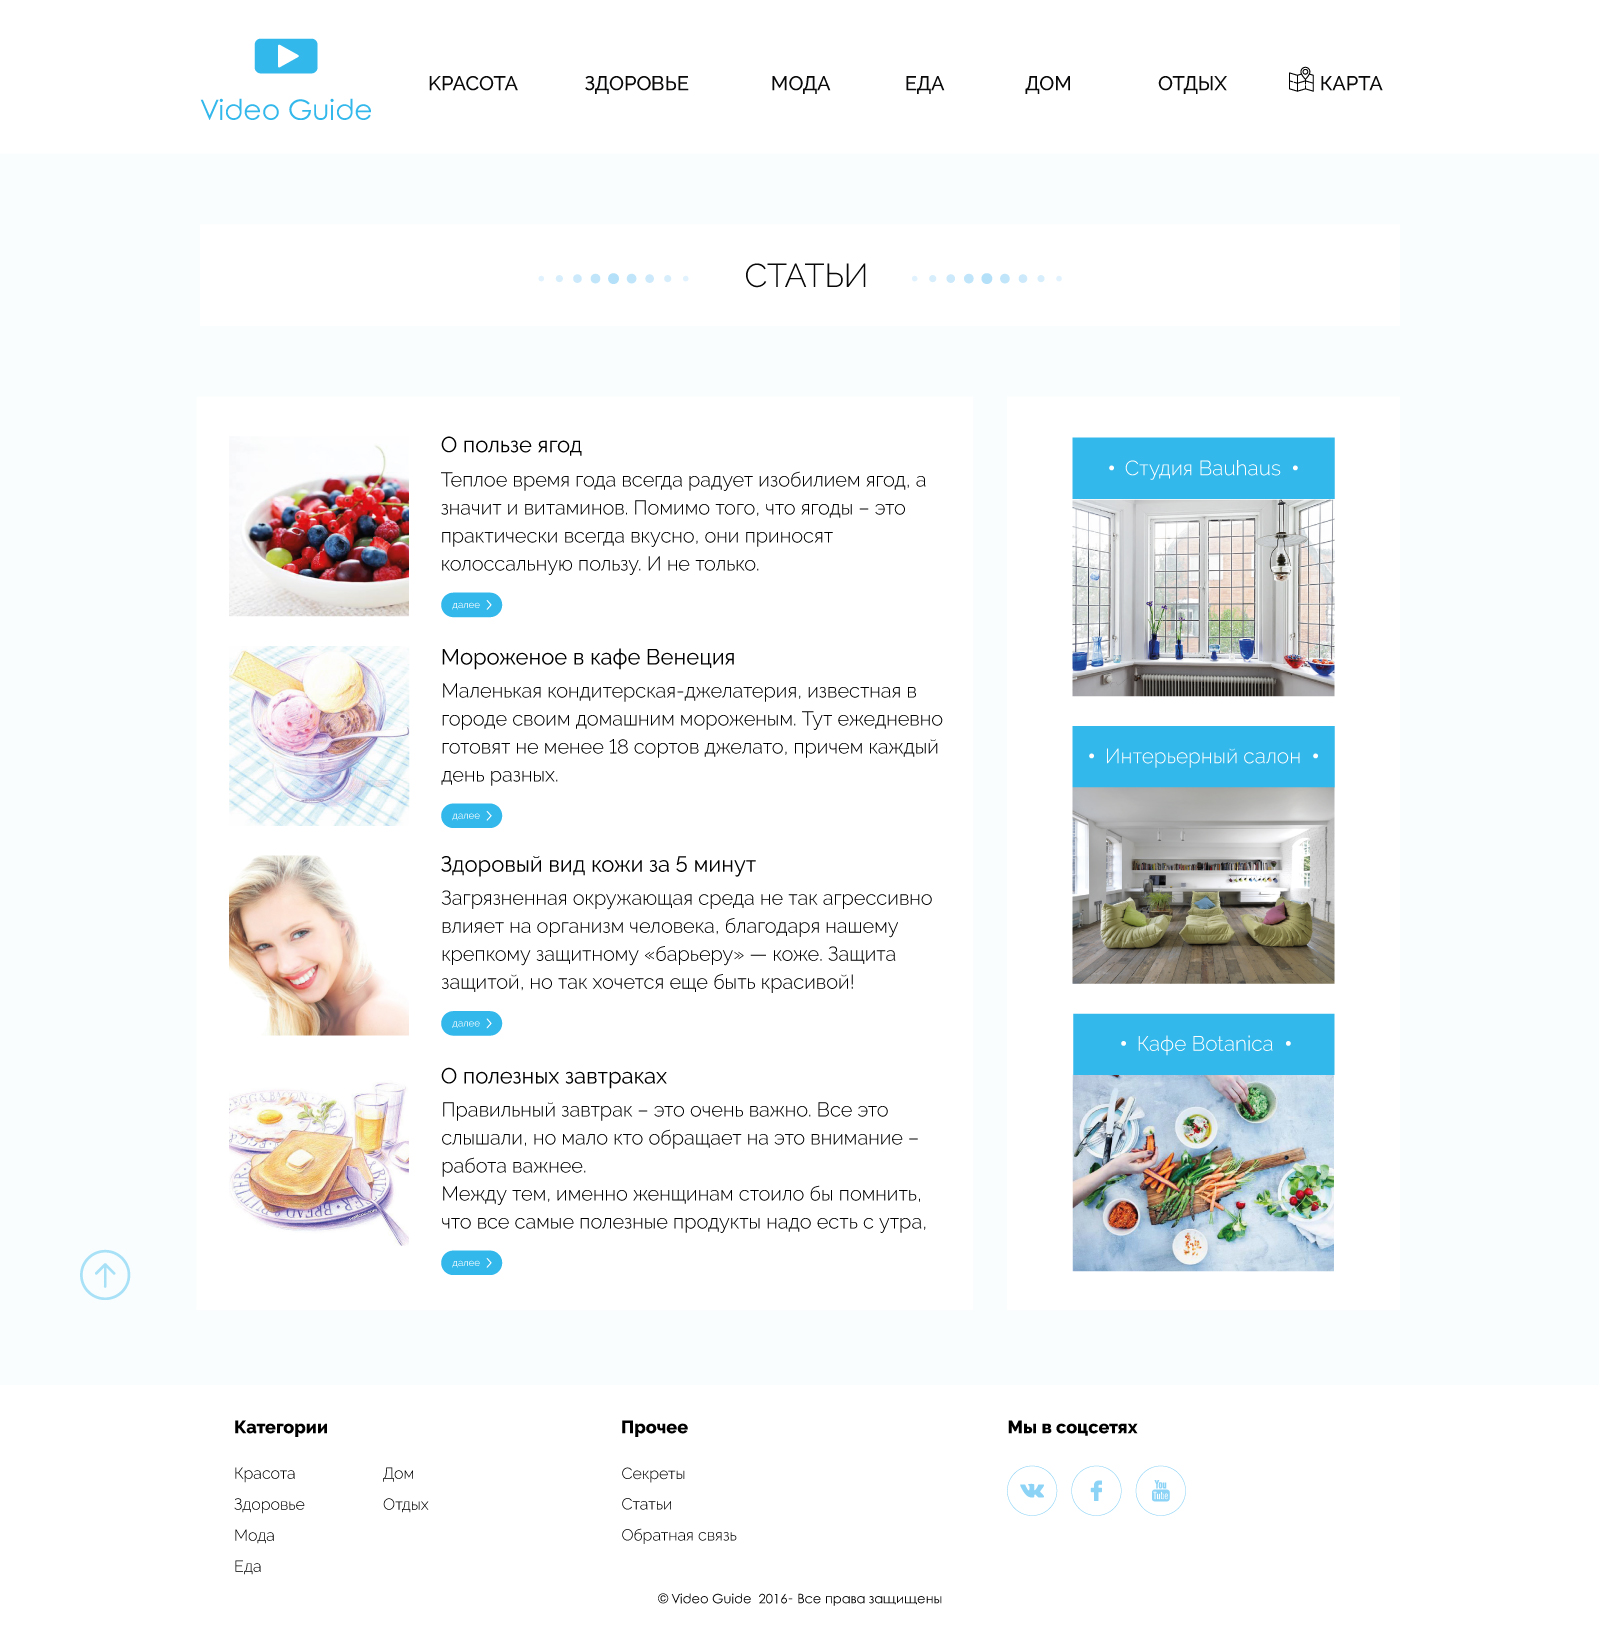 Video Guide
КРАСОТА
ЗДОРОВЬЕ
МОДА
ЕДА
ДОМ
ОТДЫХ
КАРТА
СТАТЬИ
О пользе ягод
Теплое время года всегда радует изобилием ягод, а
значит и витаминов. Помимо того, что ягоды – это
практически всегда вкусно, они приносят
колоссальную пользу. И не только.
далее
Мороженое в кафе Венеция
Маленькая кондитерская-джелатерия, известная в
городе своим домашним мороженым. Тут ежедневно
готовят не менее 18 сортов джелато, причем каждый
день разных.
далее
Здоровый вид кожи за 5 минут
Загрязненная окружающая среда не так агрессивно
влияет на организм человека, благодаря нашему
крепкому защитному «барьеру» — коже. Защита
защитой, но так хочется еще быть красивой!
далее
О полезных завтраках
Правильный завтрак – это очень важно. Все это
слышали, но мало кто обращает на это внимание –
работа важнее.
Между тем, именно женщинам стоило бы помнить,
что все самые полезные продукты надо есть с утра,
далее
• Студия Bauhaus •
• Интерьерный салон •
• Кафе Botanica •
Категории
Красота
Здоровье
Мода
Еда
Дом
Отдых
Прочее
Секреты
Статьи
Обратная связь
Мы в соцсетях
You Tube
© Video Guide 2016- Все права защищены